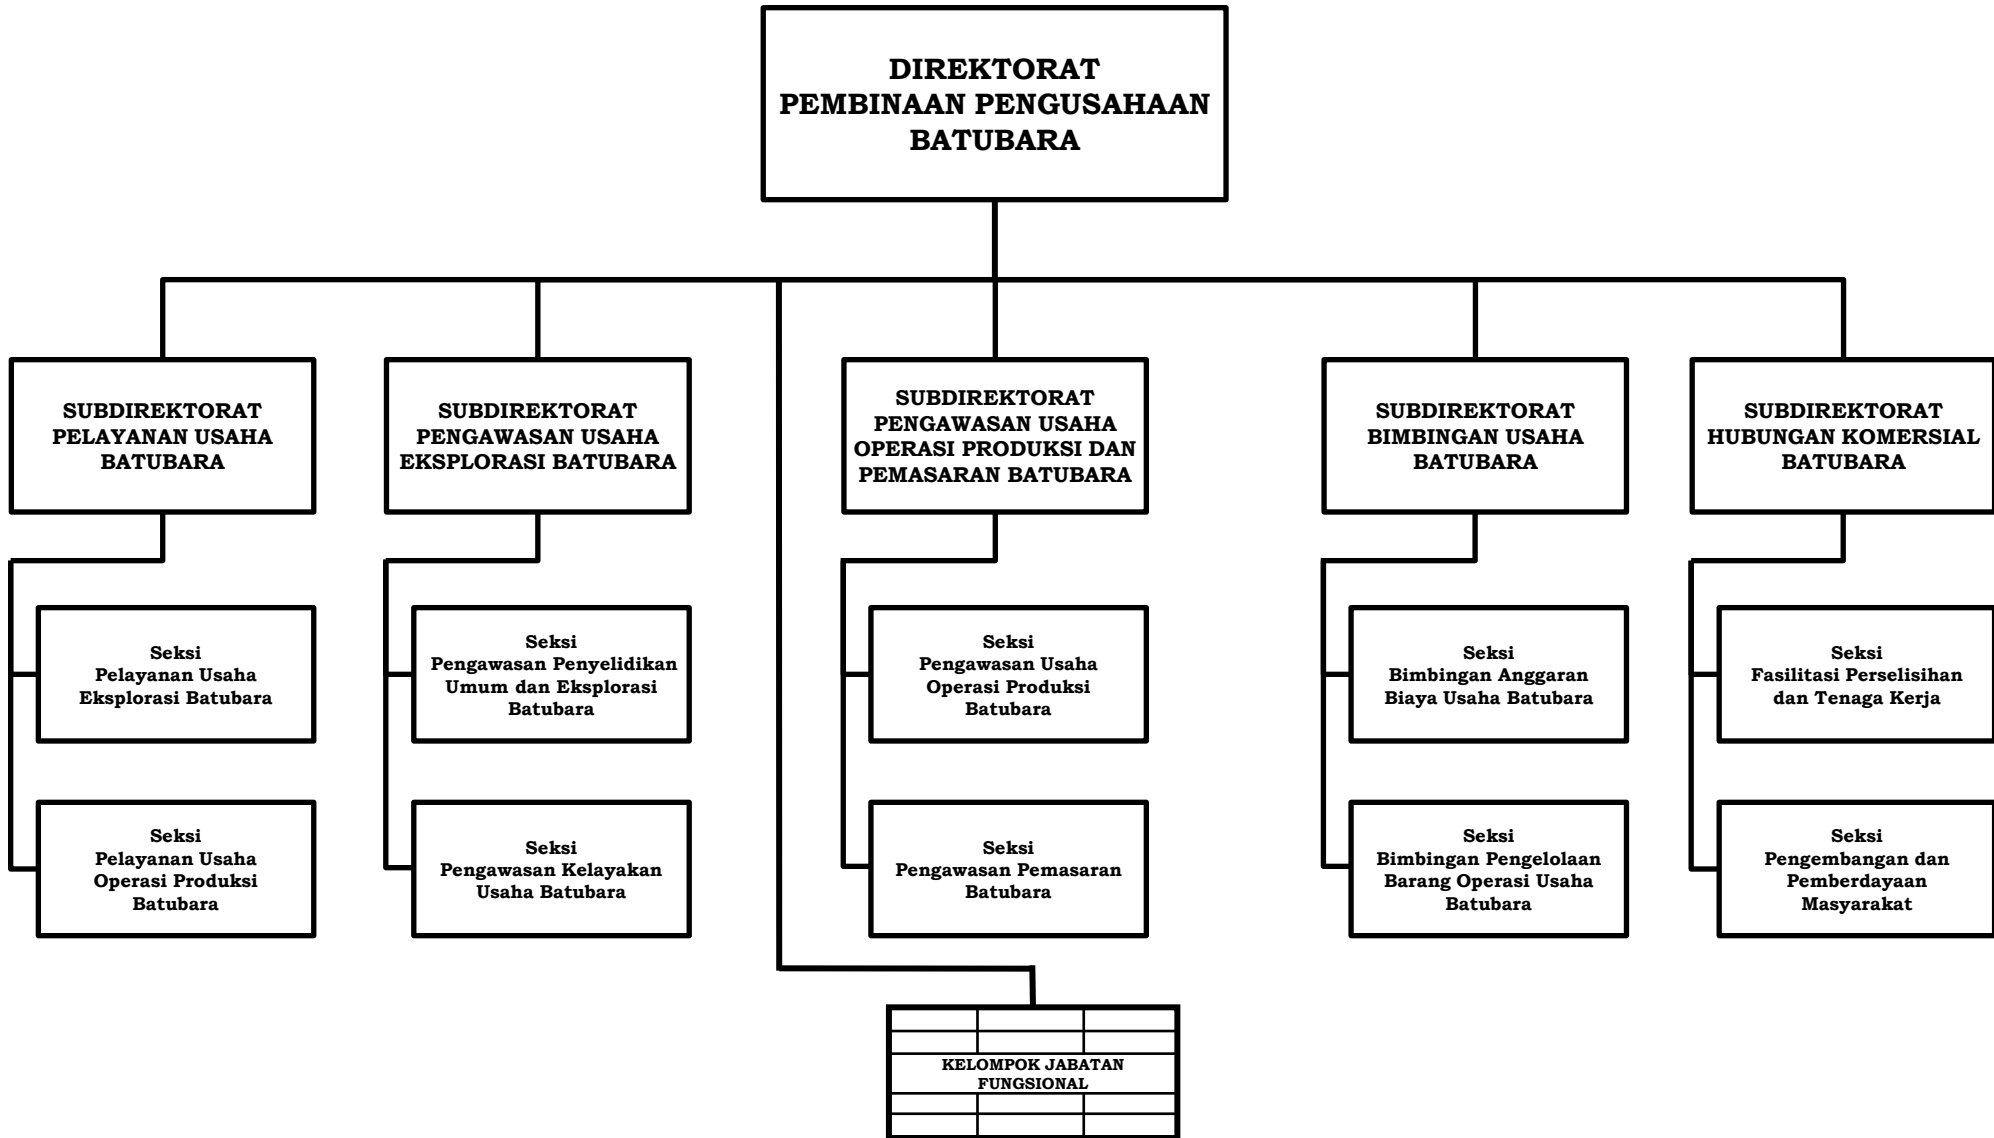 DIREKTORAT
PEMBINAAN PENGUSAHAAN
BATUBARA
SUBDIREKTORAT
PELAYANAN USAHA
BATUBARA
SUBDIREKTORAT
PENGAWASAN USAHA
EKSPLORASI BATUBARA
SUBDIREKTORAT
PENGAWASAN USAHA
OPERASI PRODUKSI DAN
PEMASARAN BATUBARA
SUBDIREKTORAT
BIMBINGAN USAHA
BATUBARA
SUBDIREKTORAT
HUBUNGAN KOMERSIAL
BATUBARA
Seksi
Pelayanan Usaha
Eksplorasi Batubara
Seksi
Pengawasan Penyelidikan
Umum dan Eksplorasi
Batubara
Seksi
Pengawasan Usaha
Operasi Produksi
Batubara
Seksi
Bimbingan Anggaran
Biaya Usaha Batubara
Seksi
Fasilitasi Perselisihan
dan Tenaga Kerja
Seksi
Pelayanan Usaha
Operasi Produksi
Batubara
Seksi
Pengawasan Kelayakan
Usaha Batubara
Seksi
Pengawasan Pemasaran
Batubara
Seksi
Bimbingan Pengelolaan
Barang Operasi Usaha
Batubara
Seksi
Pengembangan dan
Pemberdayaan
Masyarakat
KELOMPOK JABATAN
FUNGSIONAL